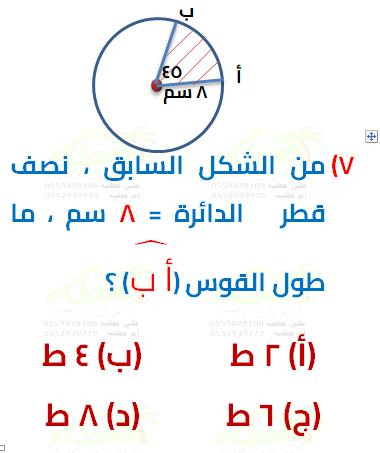 ب
٤٥
أ
٨ سم
٧) من الشكل السابق ، نصف
قطر الدائرة = ٨ سم ، ما
طول القوس (أ ب) ؟
(أ) ٢ ط (ب) ٤ ط
(ج) ٦ ط (د) ٨ ط